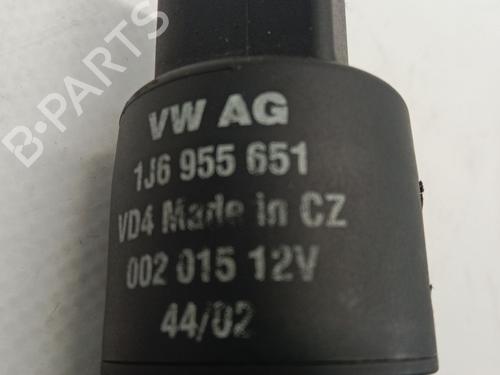 B-PARTS
VW AG
1J6 955 651
VD4 Made in CZ
002 015 12V
44/02